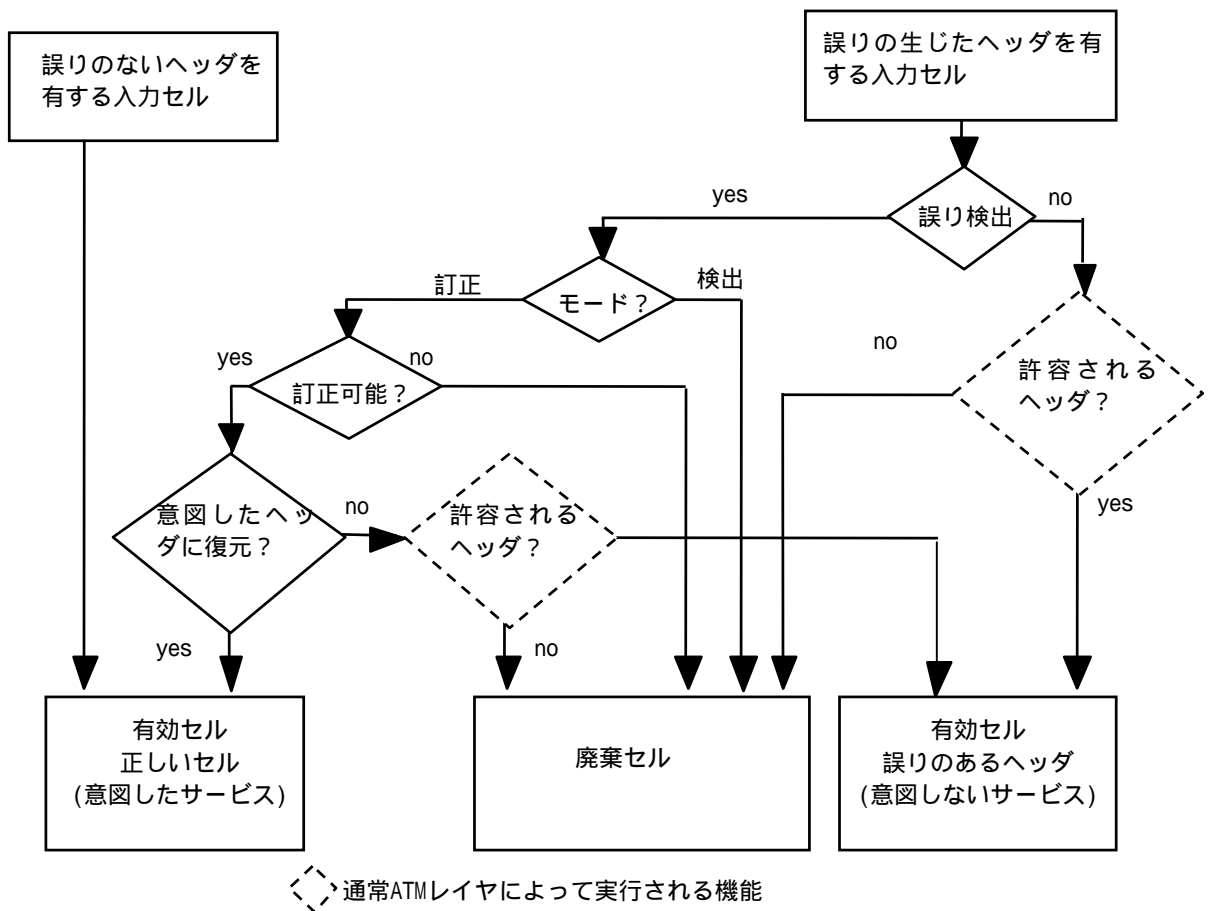 誤りのないヘッダを
有する入力セル
誤りの生じたヘッダを有
する入力セル
yes
誤り検出
no
訂正
モード？
検出
yes
訂正可能？
no
no
許容される
ヘッダ？
yes
意図したヘッ
ダに復元？
no
許容される
ヘッダ？
yes
no
有効セル
正しいセル
(意図したサービス)
廃棄セル
有効セル
誤りのあるヘッダ
(意図しないサービス)
通常ATMレイヤによって実行される機能